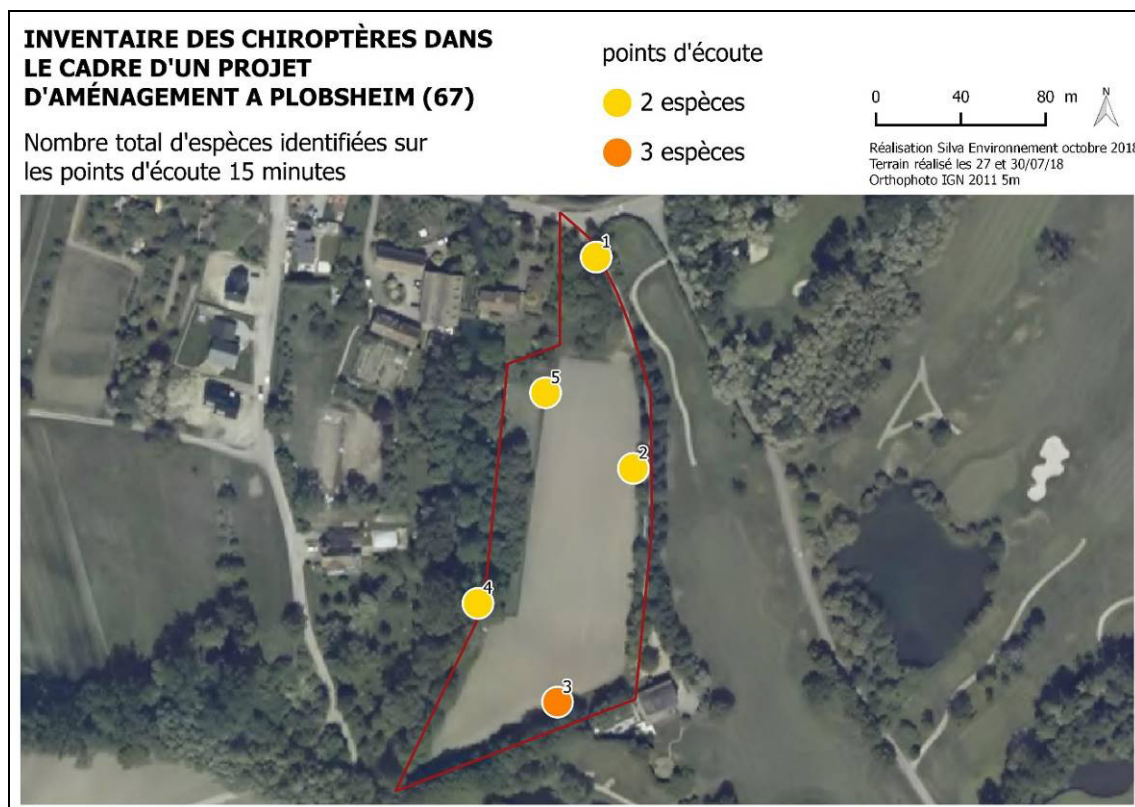 INVENTAIRE DES CHIROPTÈRES DANS
LE CADRE D'UN PROJET
D'AMÉNAGEMENT A PLOBSHEIM (67)
Nombre total d'espèces identifiées sur
les points d'écoute 15 minutes
points d'écoute
2 espèces
3 espèces
0 40 80 m
N
Réalisation Silva Environnement octobre 2018
Terrain réalisé les 27 et 30/07/18
Orthophoto IGN 2011 5m
1
5
2
4
3